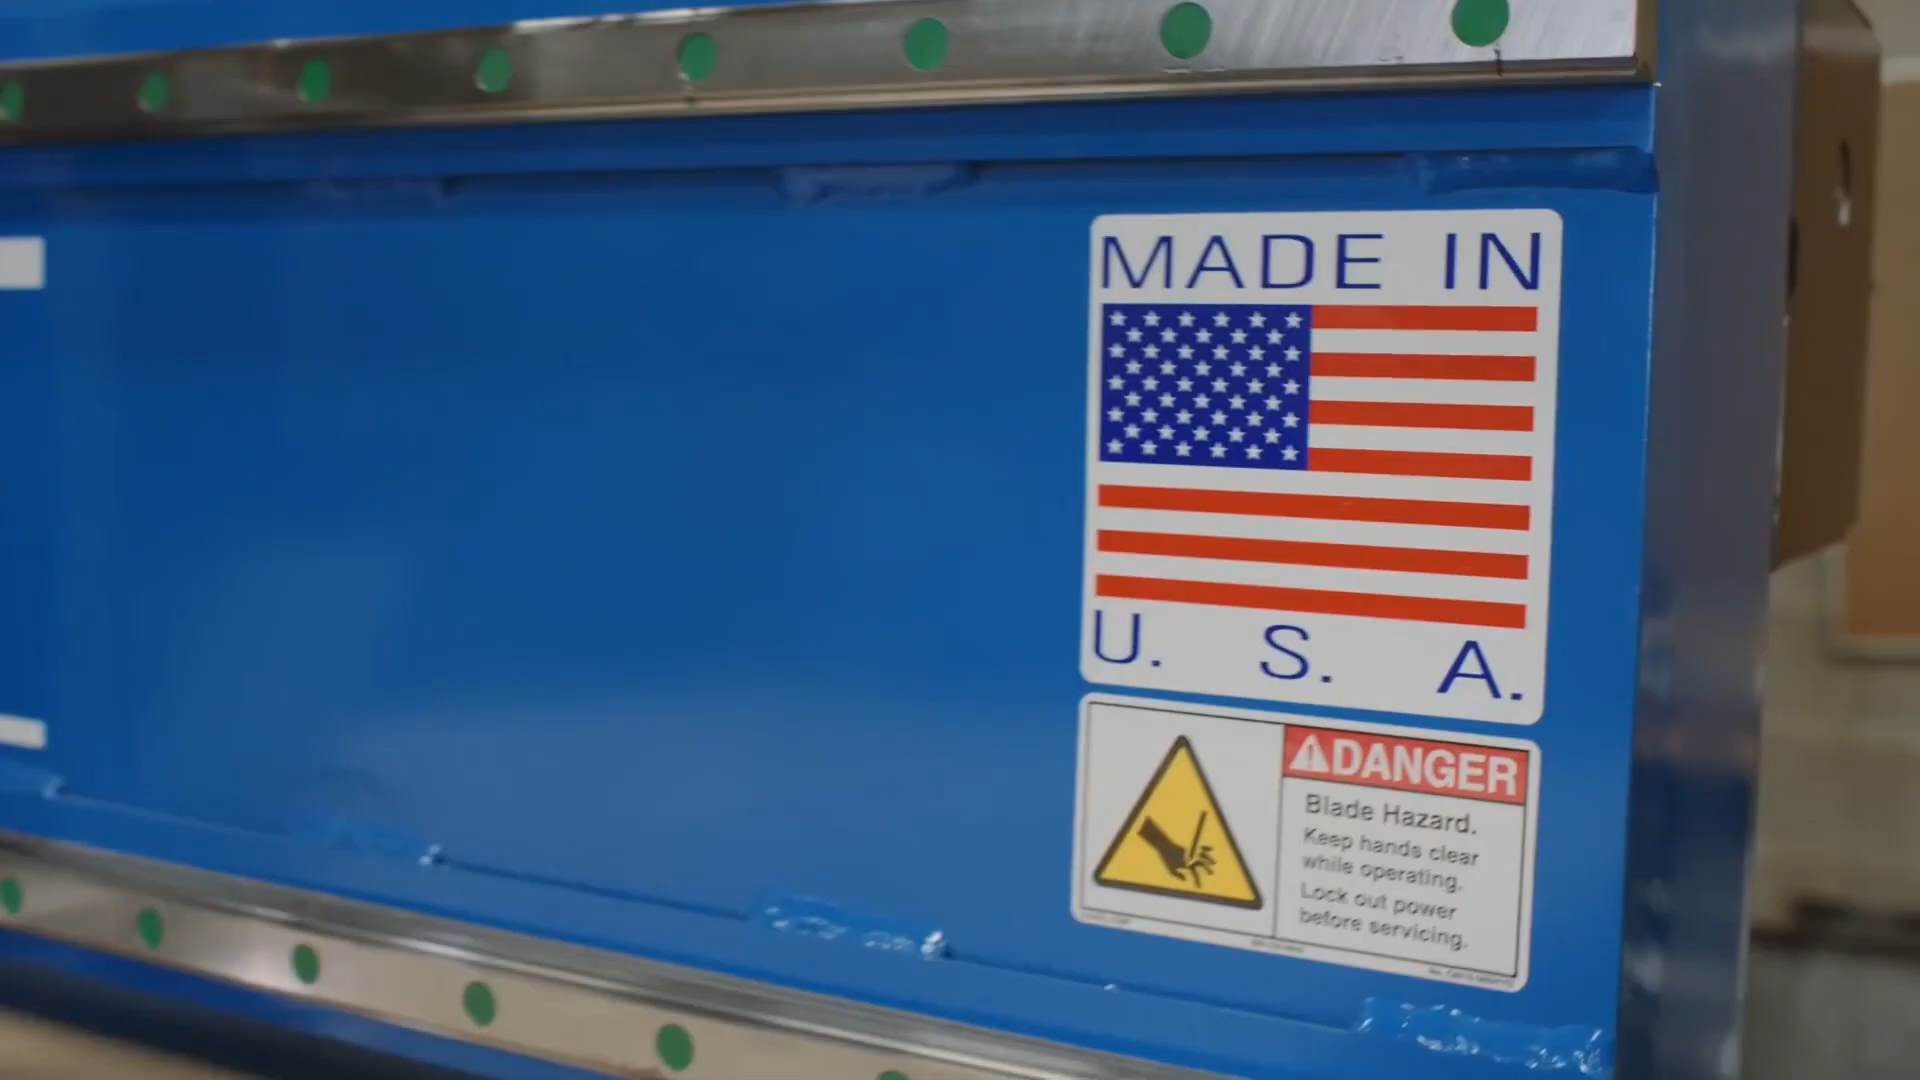 MADE IN
U. S. A.
DANGER
Blade Hazard.
Keep hands clear
while operating.
Lock out power
before servicing.